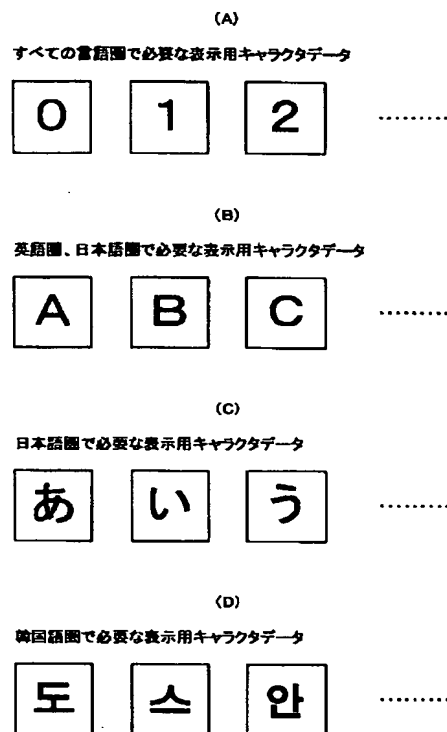 (A)
すべての言語圏で必要な表示用キャラクタデータ
0 1 2 ………
(B)
英語圏、日本語圏で必要な表示用キャラクタデータ
A B C ………
(C)
日本語圏で必要な表示用キャラクタデータ
あ い う ………
(D)
韓国語圏で必要な表示用キャラクタデータ
도 스 안 ………